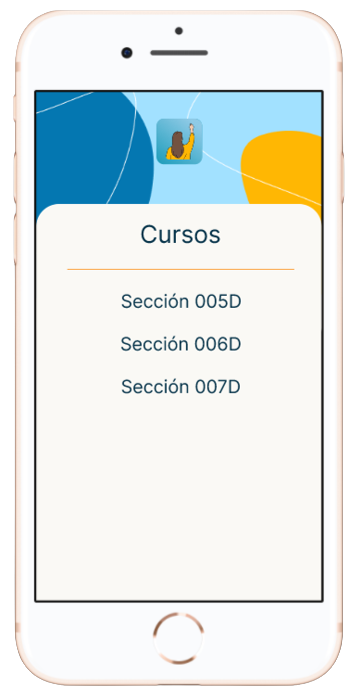 Cursos
Sección 005D
Sección 006D
Sección 007D